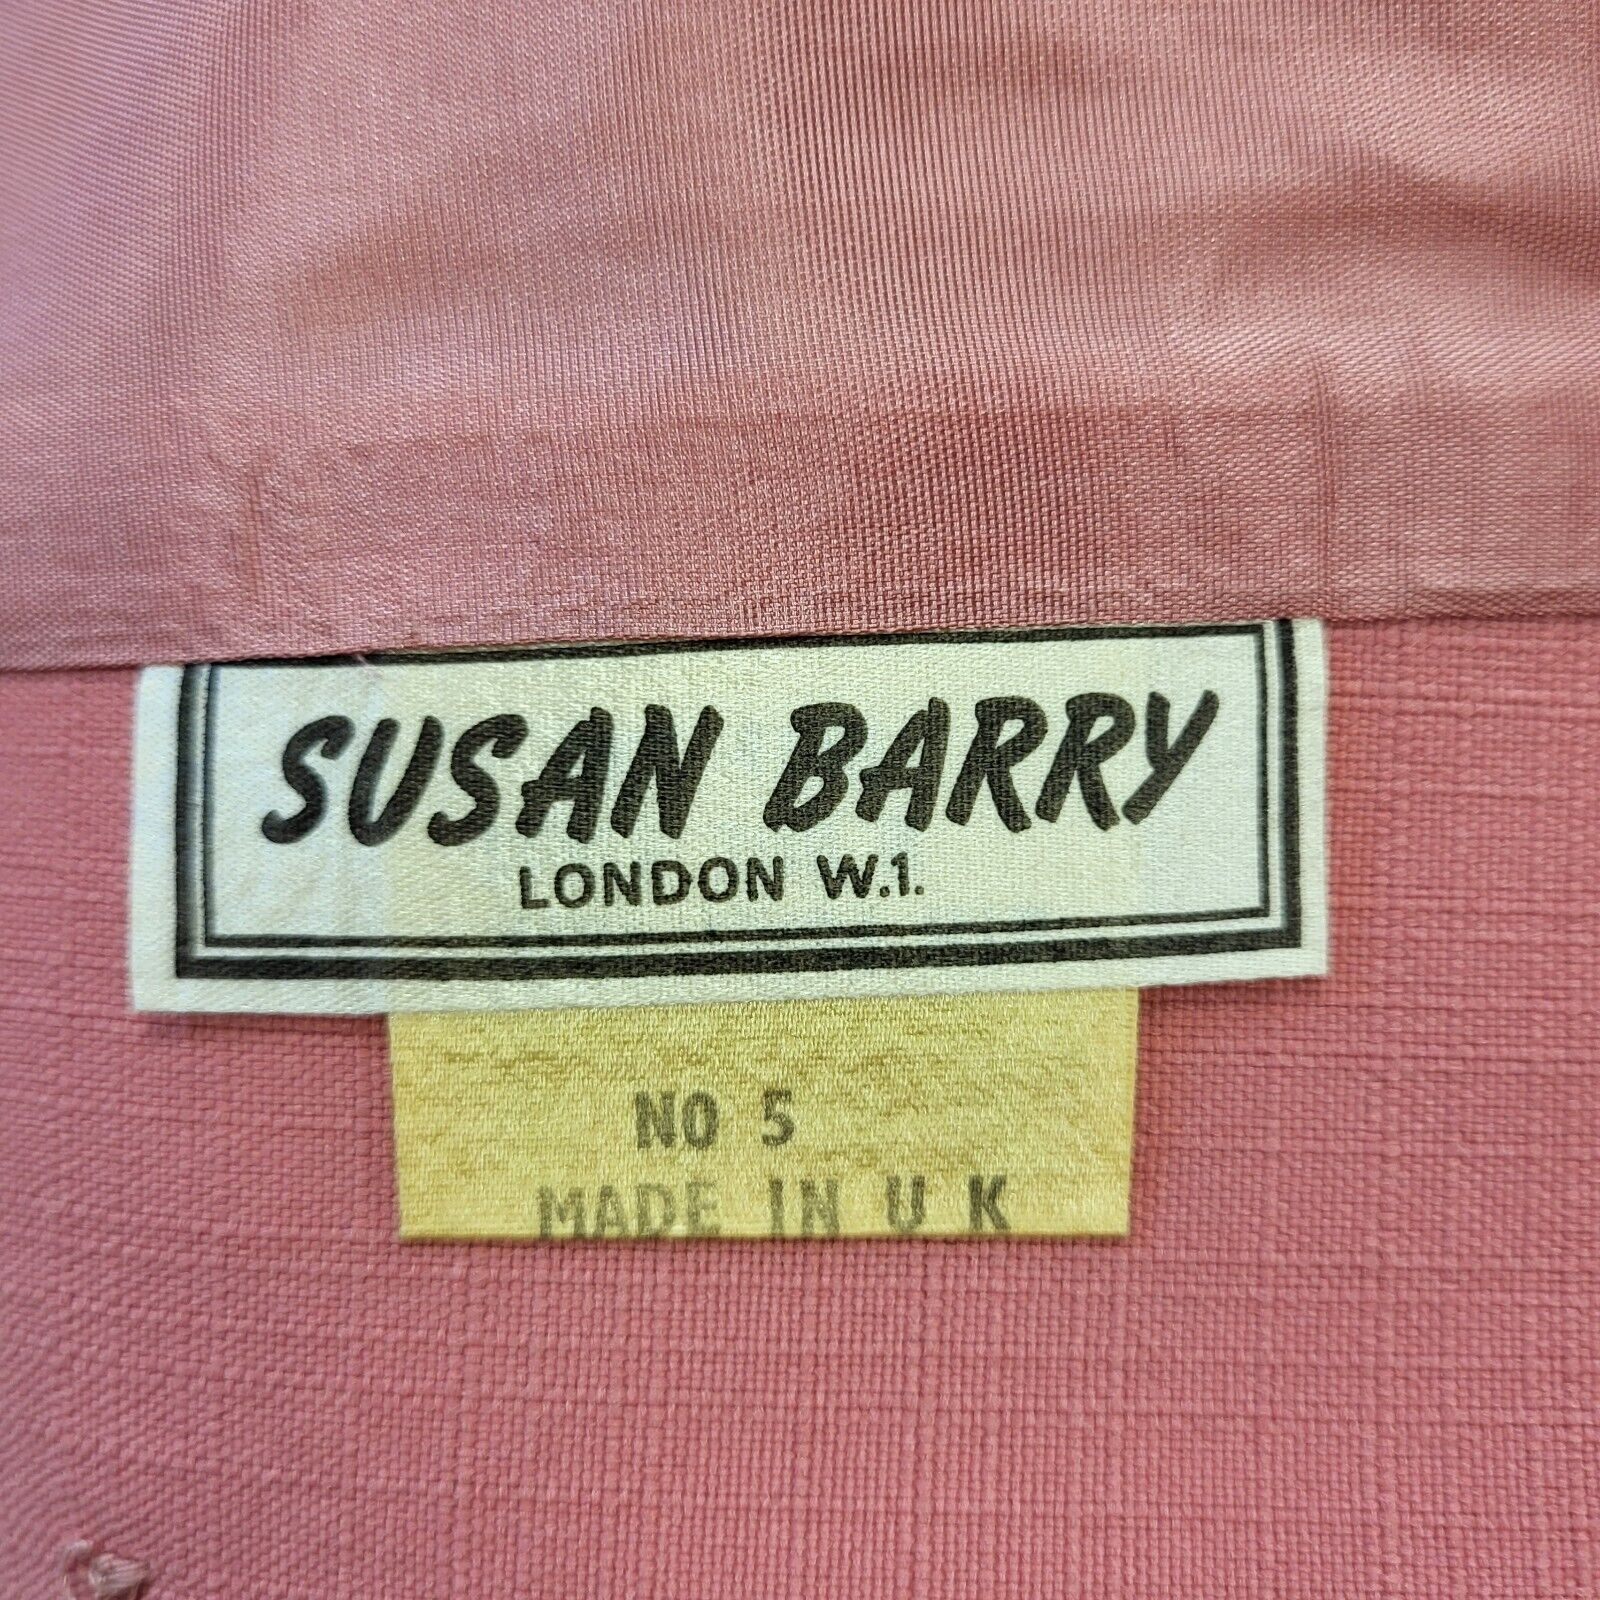 SUSAN BARRY
LONDON W.1.
NO 5
MADE IN U K